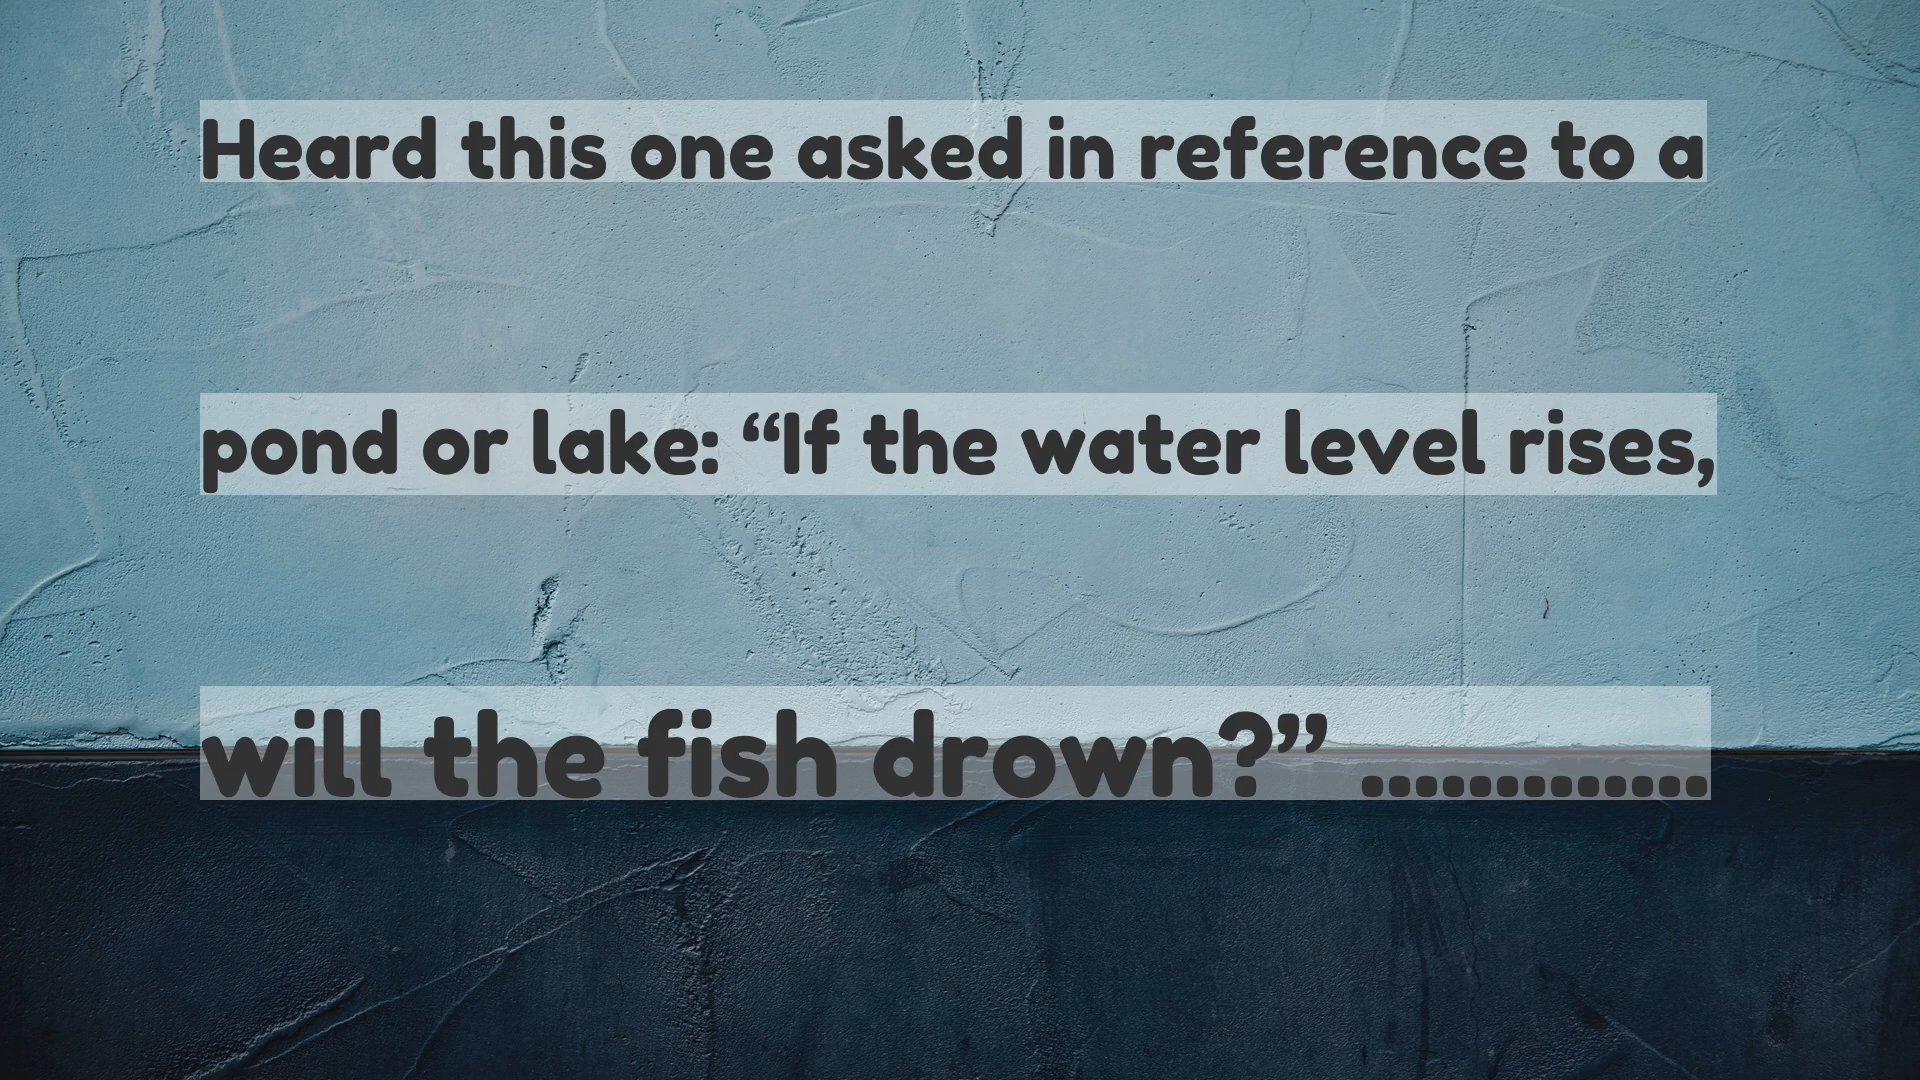 Heard this one asked in reference to a
pond or lake: “If the water level rises,
will the fish drown?” .............